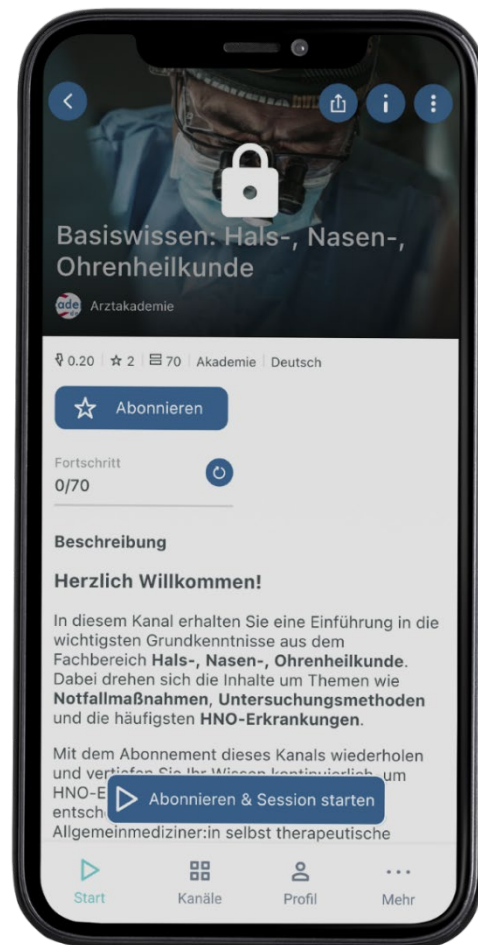 Basiswissen: Hals-, Nasen-,
Ohrenheilkunde
ade
Arztakademie
0.20 2 70 Akademie Deutsch
Abonnieren
Fortschritt
0/70
Beschreibung
Herzlich Willkommen!
In diesem Kanal erhalten Sie eine Einführung in die
wichtigsten Grundkenntnisse aus dem
Fachbereich Hals-, Nasen-, Ohrenheilkunde.
Dabei drehen sich die Inhalte um Themen wie
Notfallmaßnahmen, Untersuchungsmethoden
und die häufigsten HNO-Erkrankungen.
Mit dem Abonnement dieses Kanals wiederholen
und vertiefen Sie Ihr Wissen kontinuierlich, um
HNO-E
entsch
Abonnieren & Session starten
Allgemeinmediziner:in selbst therapeutische
Start Kanäle Profil Mehr